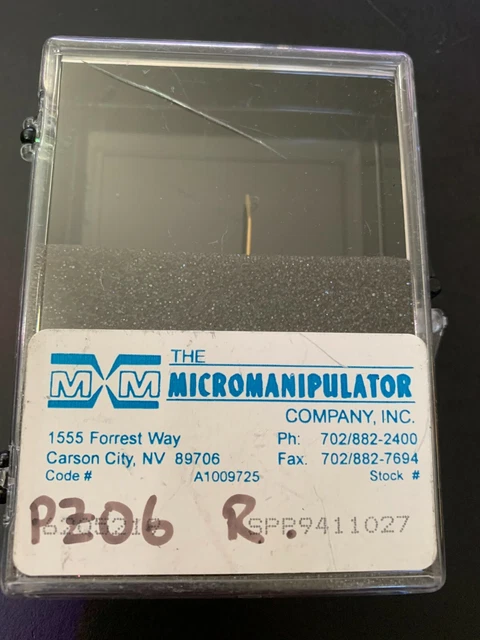 THE
MXM MICROMANIPULATOR
COMPANY, INC.
1555 Forrest Way Ph: 702/882-2400
Carson City, NV 89706 Fax. 702/882-7694
Code # A1009725 Stock #
P206 R. SPP9411027